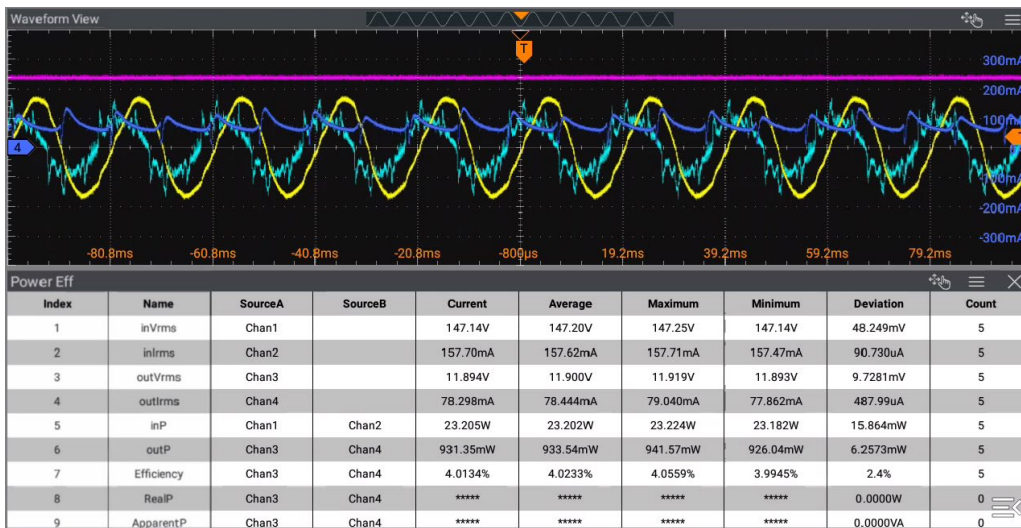 Waveform View
T
300mA
200mA
100mA
4
-200mA
-300mA
-80.8ms -60.8ms -40.8ms -20.8ms -800μs 19.2ms 39.2ms 59.2ms 79.2ms
Power Eff
Index Name SourceA SourceB Current Average Maximum Minimum Deviation Count
1 inVrms Chan1 147.14V 147.20V 147.25V 147.14V 48.249mV 5
2 inIrms Chan2 157.70mA 157.62mA 157.71mA 157.47mA 90.730uA 5
3 outVrms Chan3 11.894V 11.900V 11.919V 11.893V 9.7281mV 5
4 outIrms Chan4 78.298mA 78.444mA 79.040mA 77.862mA 487.99uA 5
5 inP Chan1 Chan2 23.205W 23.202W 23.224W 23.182W 15.864mW 5
6 outP Chan3 Chan4 931.35mW 933.54mW 941.57mW 926.04mW 6.2573mW 5
7 Efficiency Chan3 Chan4 4.0134% 4.0233% 4.0559% 3.9945% 2.4% 5
8 RealP Chan3 Chan4 ***** ***** ***** ***** 0.0000W 0
9 ApparentP Chan3 Chan4 ***** ***** ***** ***** 0.0000VA 0